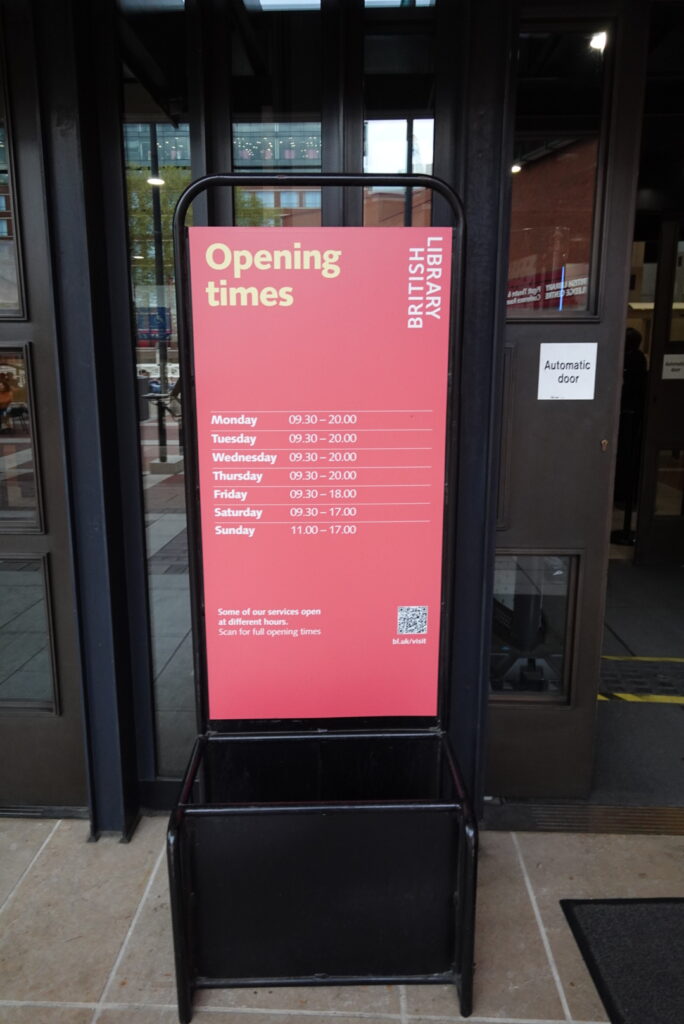 Opening
times
BRITISH
LIBRARY
Monday 09.30 – 20.00
Tuesday 09.30 – 20.00
Wednesday 09.30 – 20.00
Thursday 09.30 – 20.00
Friday 09.30 – 18.00
Saturday 09.30 – 17.00
Sunday 11.00 – 17.00
Some of our services open
at different hours.
Scan for full opening times
bl.uk/visit
Automatic
door
Automatic
door